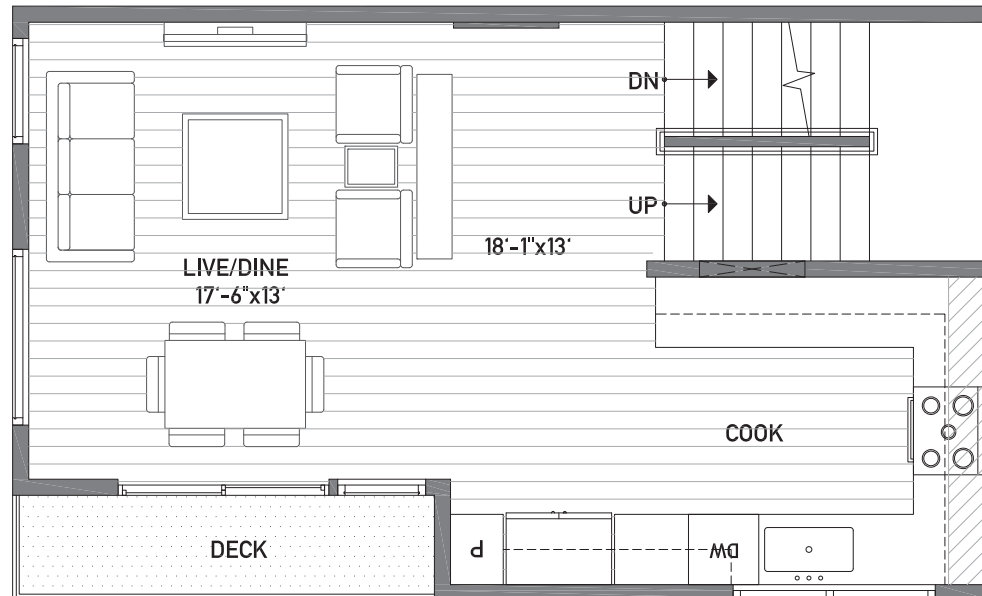 DN
UP
18'-1"x13'
LIVE/DINE
17'-6"x13'
COOK
DECK
P
DW